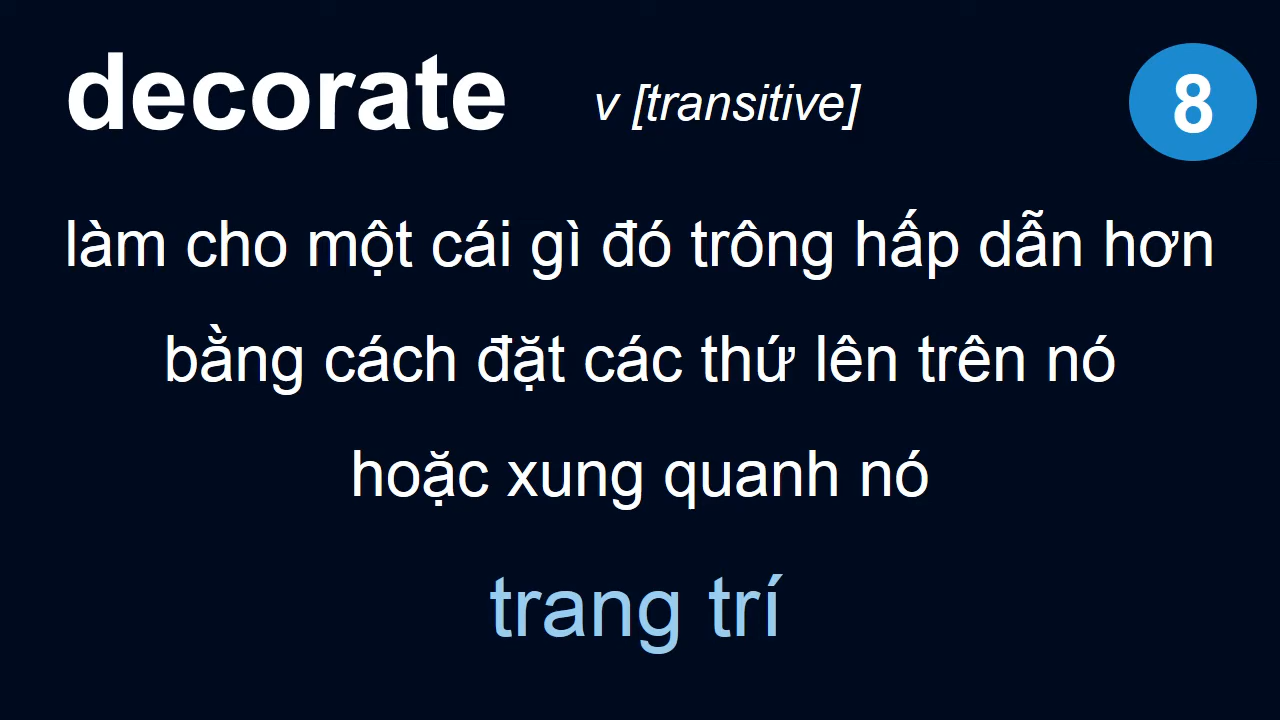 decorate v [transitive] 8
làm cho một cái gì đó trông hấp dẫn hơn
bằng cách đặt các thứ lên trên nó
hoặc xung quanh nó
trang trí